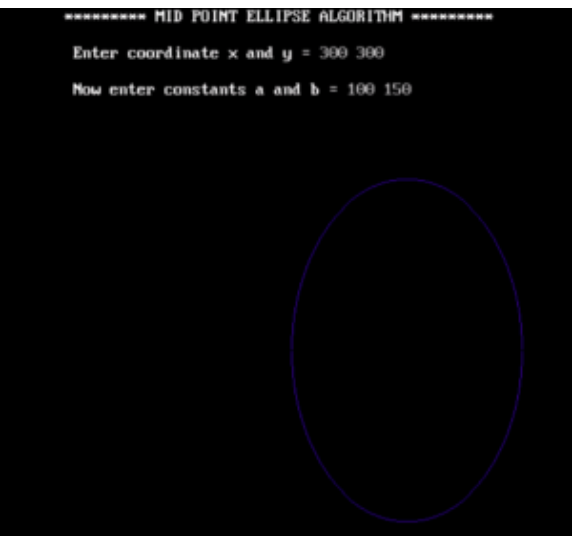 ********* MID POINT ELLIPSE ALGORITHM *********
Enter coordinate x and y = 300 300
Now enter constants a and b = 100 150